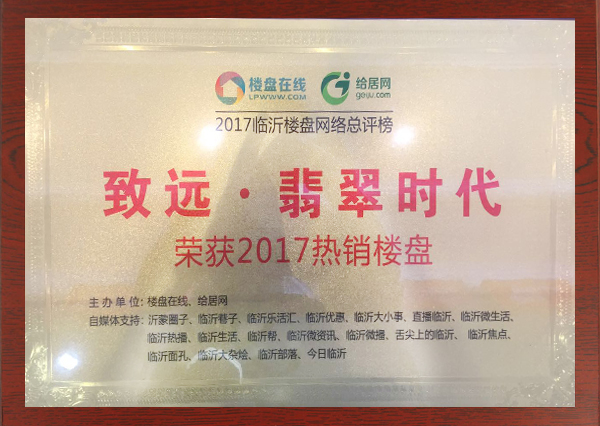 楼盘在线 给居网
LPWWW.COM geiju.com
2017临沂楼盘网络总评榜
致远·翡翠时代
荣获2017热销楼盘
主办单位:楼盘在线、给居网
自媒体支持:沂蒙圈子、临沂巷子、临沂乐活汇、临沂优惠、临沂大小事、直播临沂、临沂微生活、
临沂热播、临沂生活、临沂帮、临沂微资讯、临沂微播、舌尖上的临沂、临沂焦点、
临沂面孔、临沂大杂烩、临沂部落、今日临沂